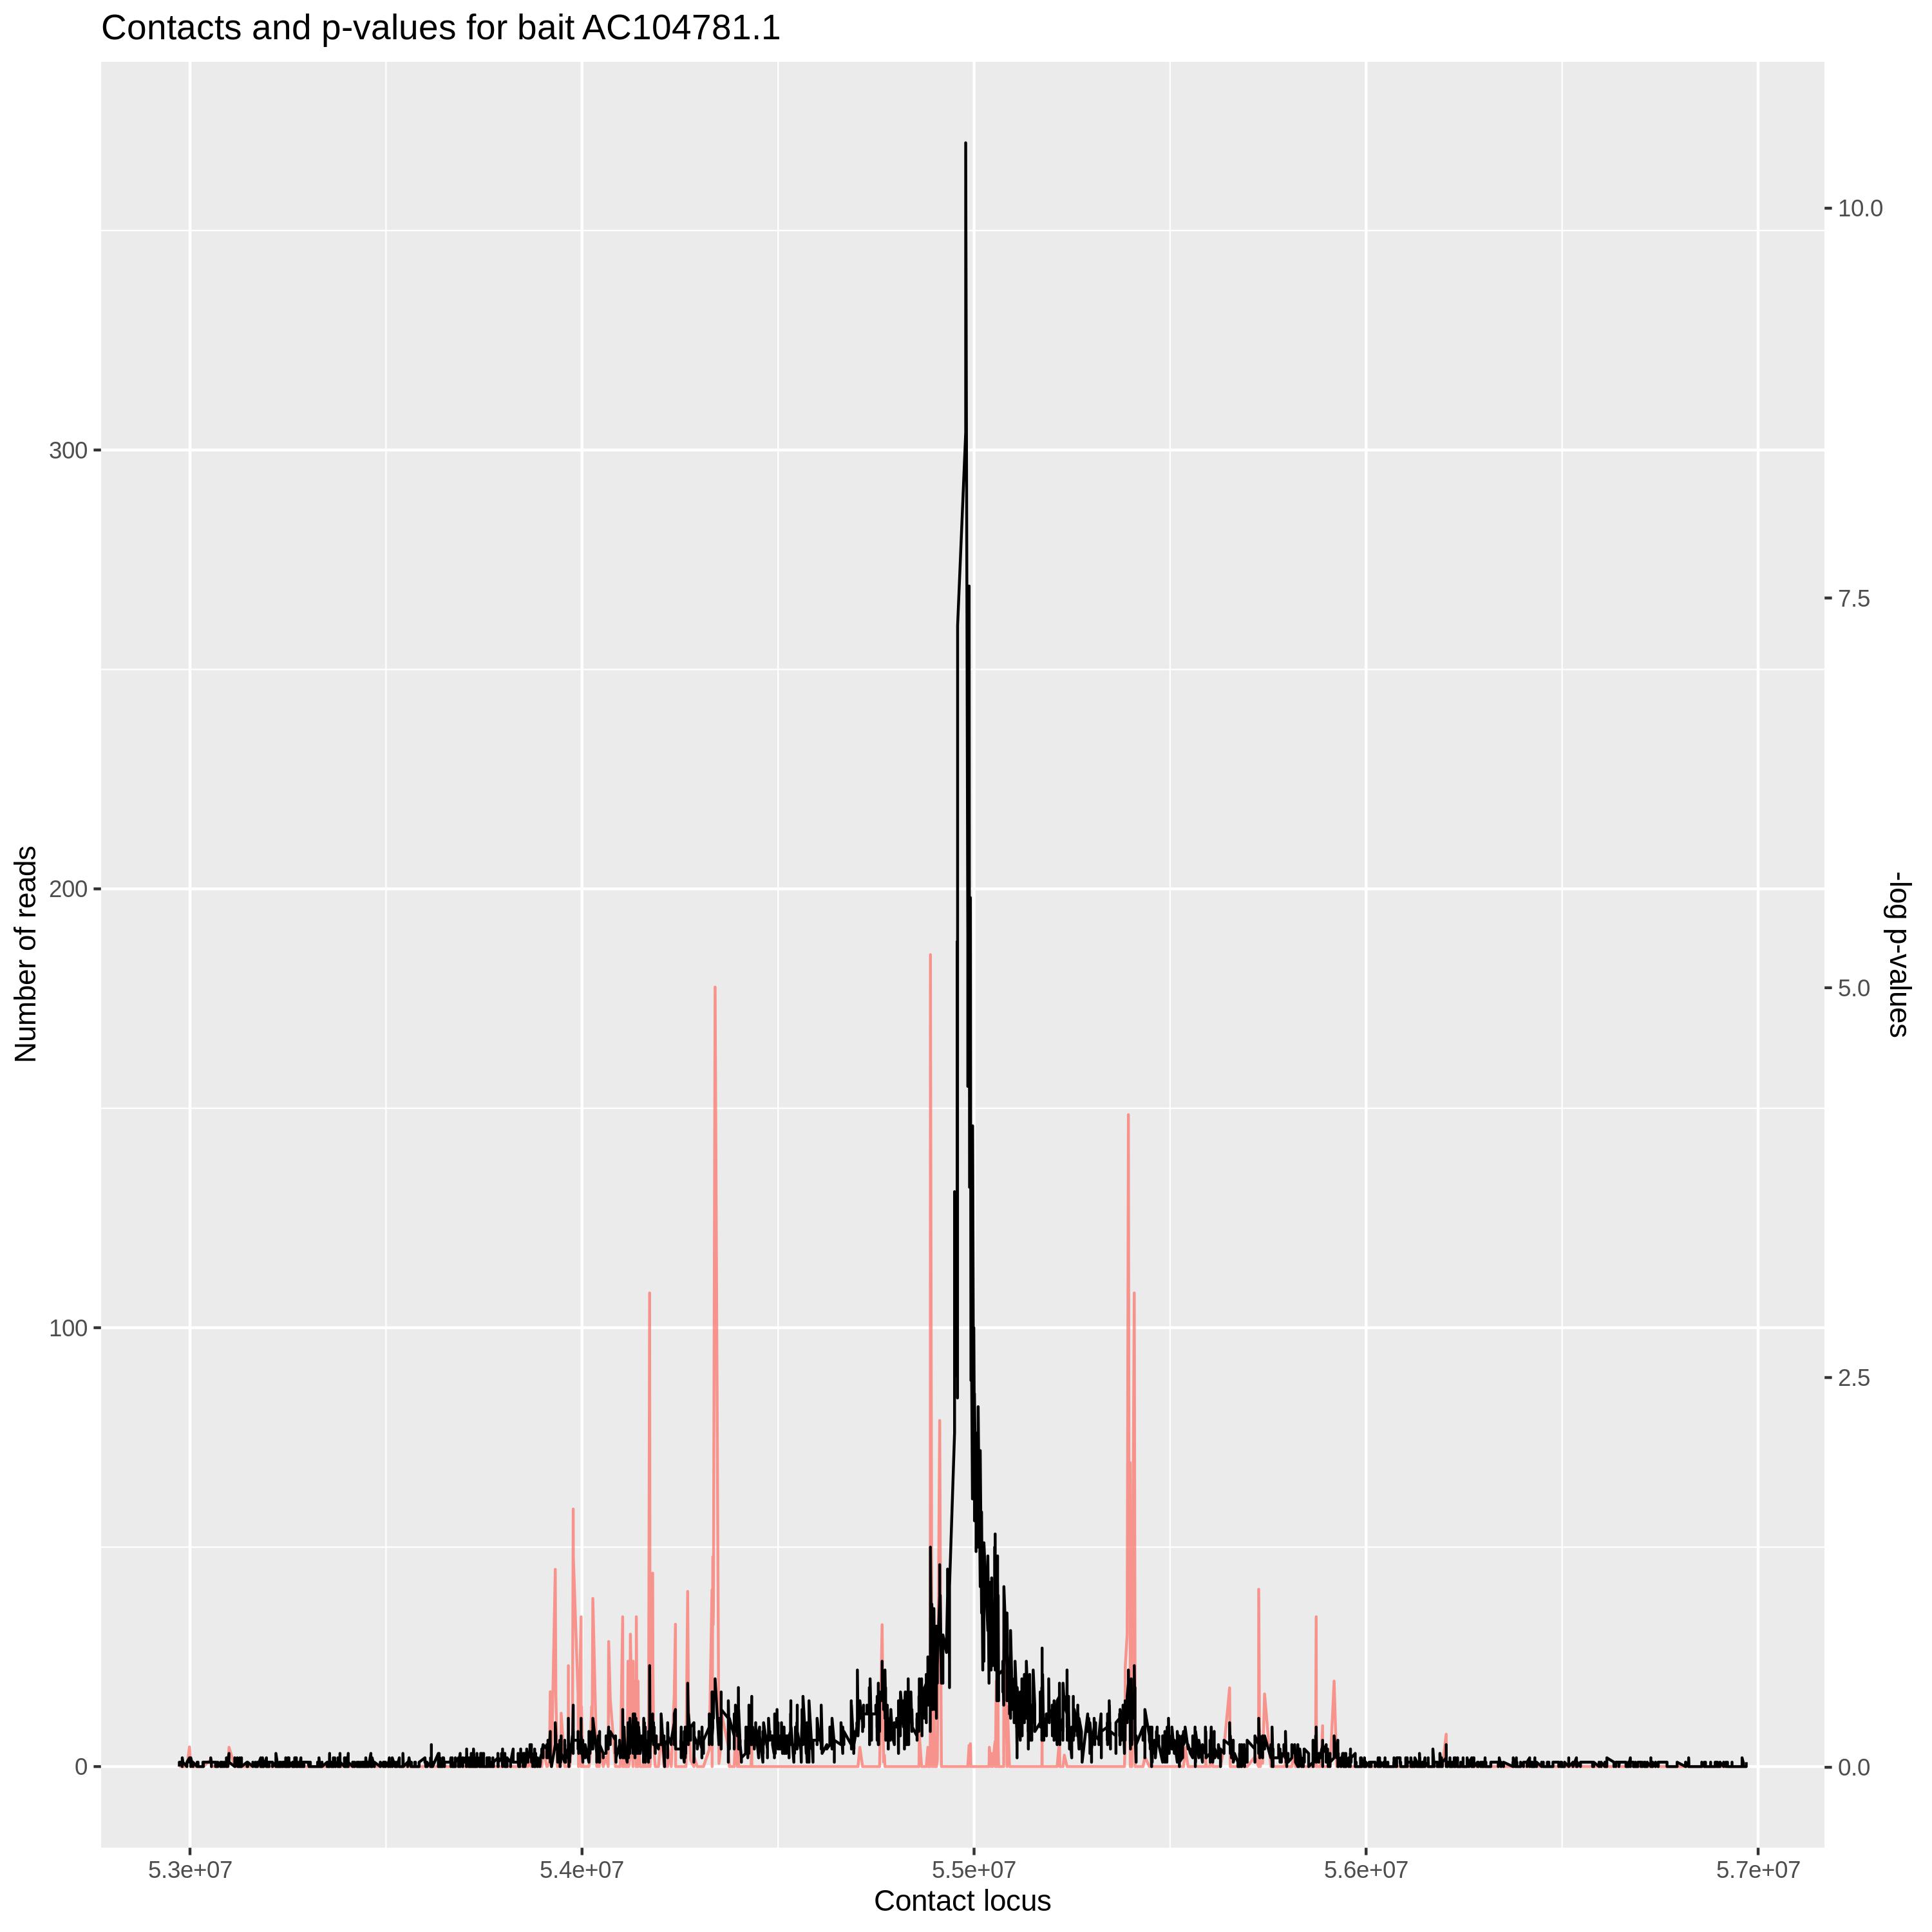 Contacts and p-values for bait AC104781.1
Number of reads
300
200
100
0
10.0
7.5
5.0
2.5
0.0
-log p-values
5.3e+07 5.4e+07 5.5e+07 5.6e+07 5.7e+07
Contact locus